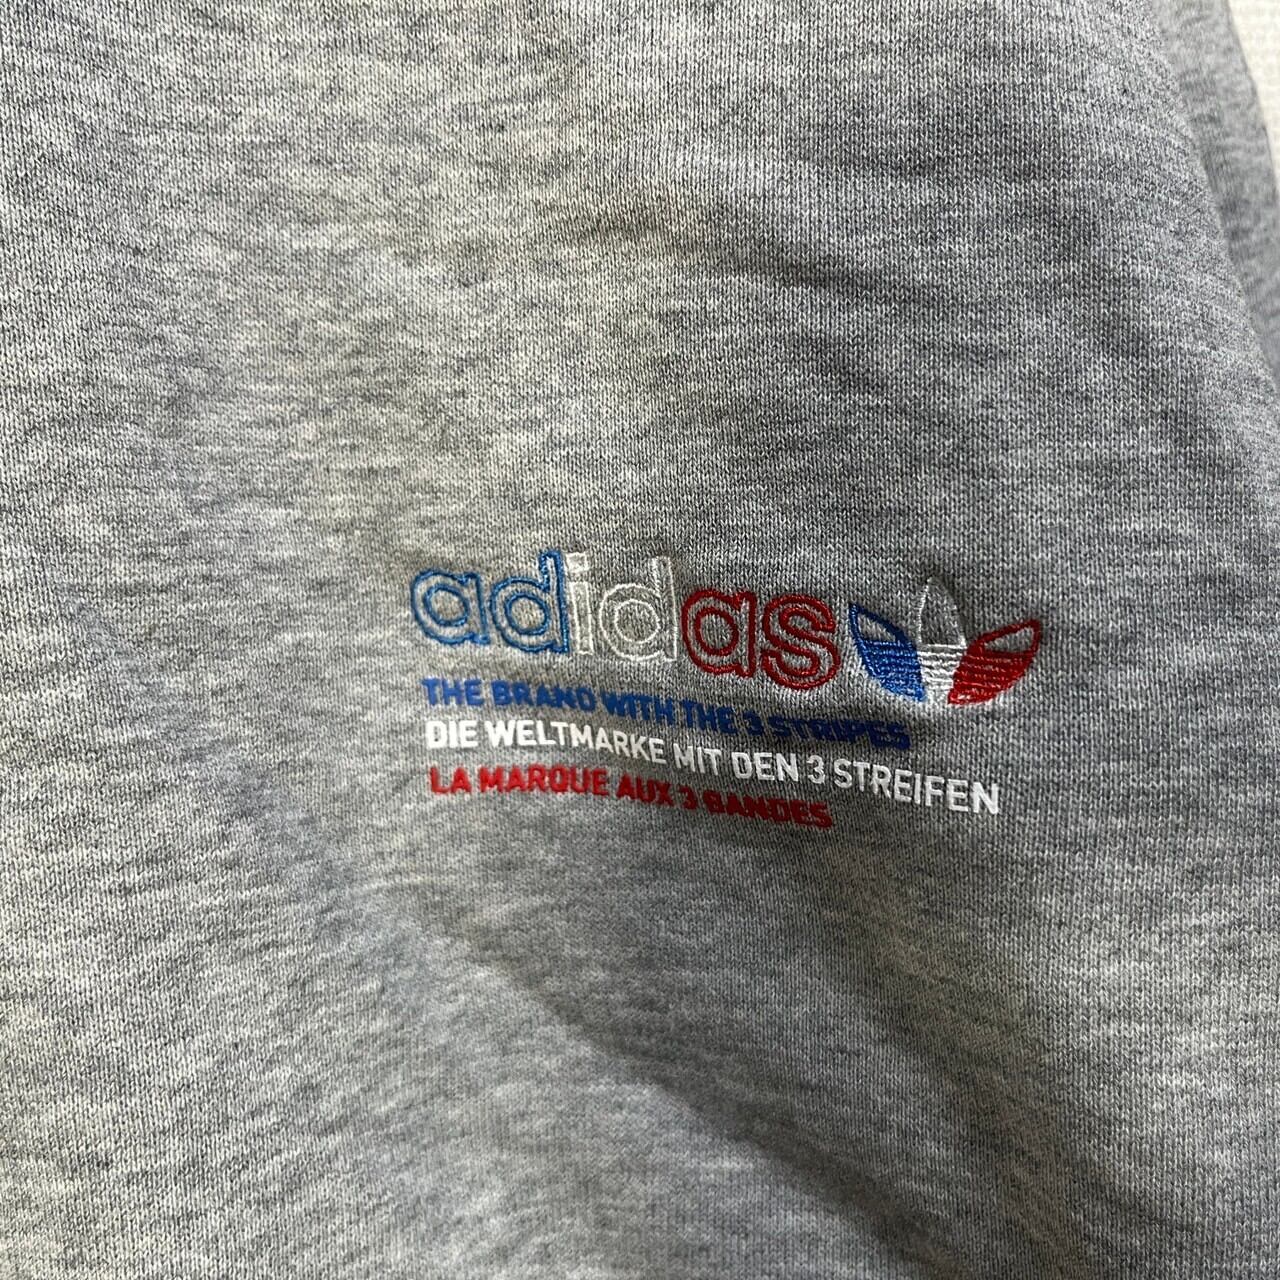 adidas
THE BRAND WITH THE 3 STRIPES
DIE WELTMARKE MIT DEN 3 STREIFEN
LA MARQUE AUX 3 BANDES